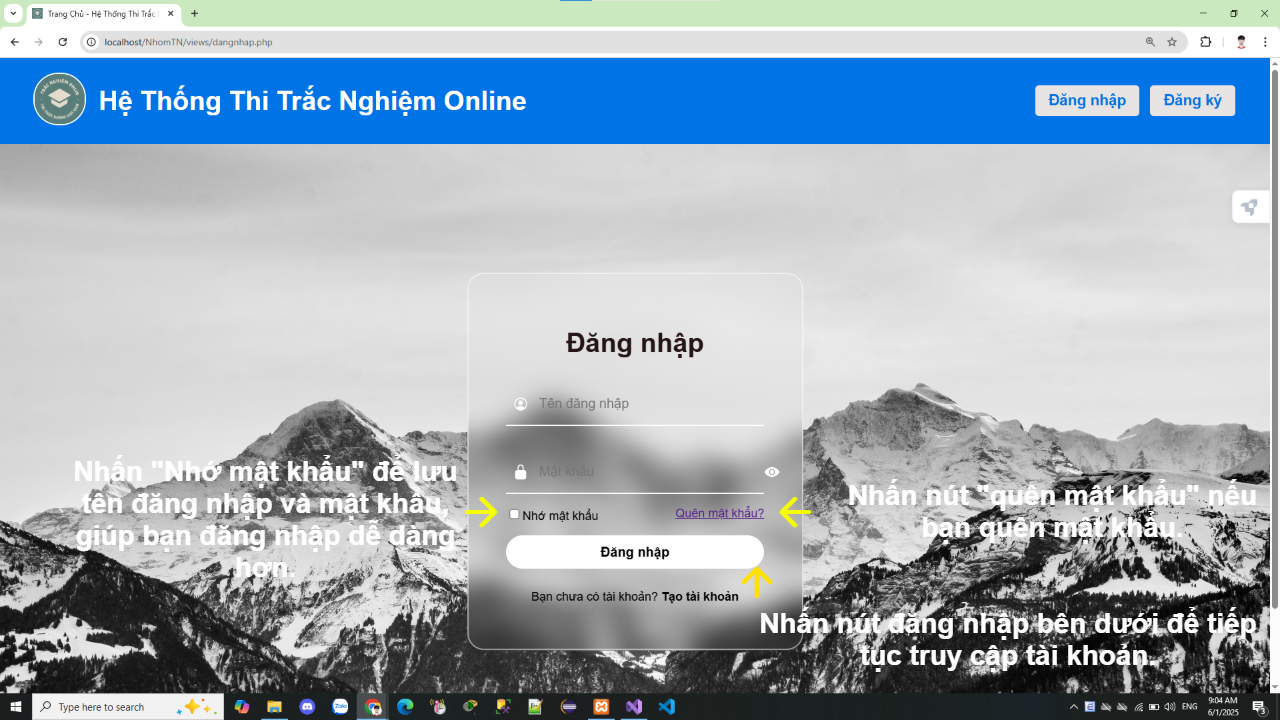 Trang Chủ - Hệ Thống Thi Trắc
localhost/NhomTN/views/dangnhap.php
Hệ Thống Thi Trắc Nghiệm Online
Đăng nhập
Đăng ký
Đăng nhập
Tên đăng nhập
Mật khẩu
Nhớ mật khẩu
Quên mật khẩu?
Đăng nhập
Bạn chưa có tài khoản? Tạo tài khoản
Nhấn "Nhớ mật khẩu" để lưu
tên đăng nhập và mật khẩu,
giúp bạn đăng nhập dễ dàng
hơn.
Nhấn nút "quên mật khẩu" nếu
bạn quên mật khẩu.
Nhấn nút đăng nhập bên dưới để tiếp
tục truy cập tài khoản.
Type here to search
Zalo
ENG
9:04 AM
6/1/2025
3